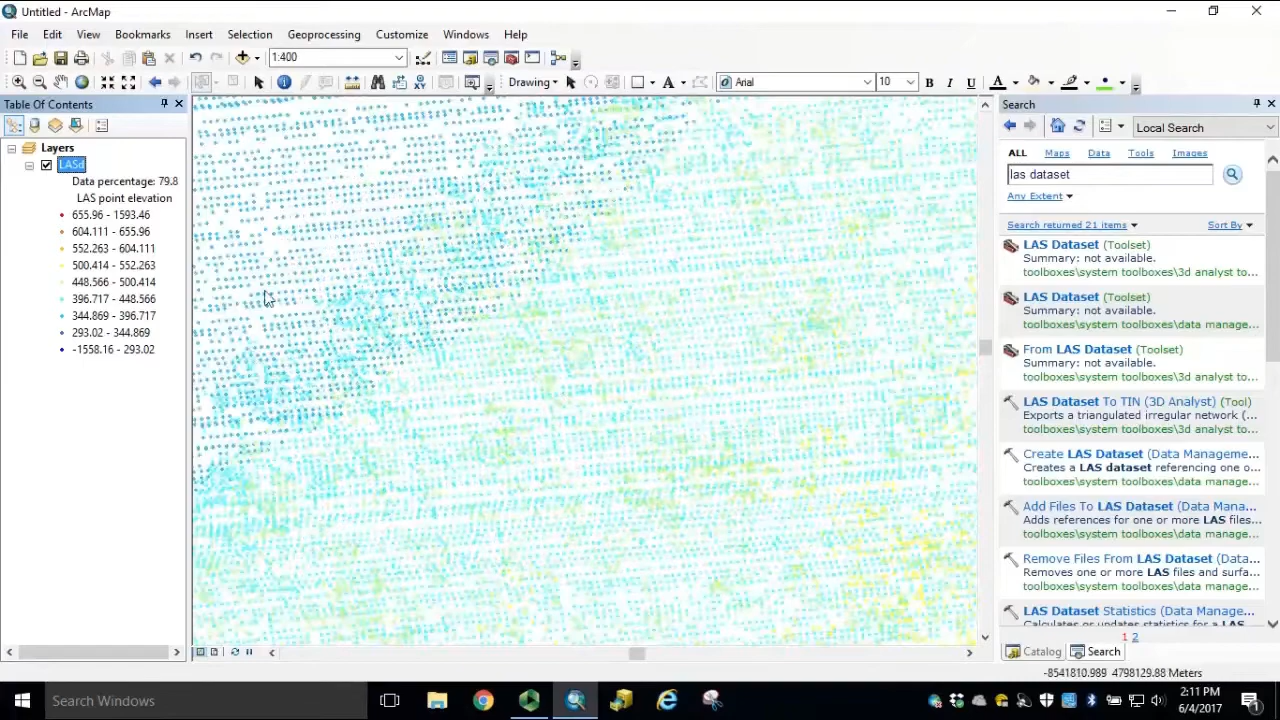 Untitled - ArcMap
File Edit View Bookmarks Insert Selection Geoprocessing Customize Windows Help
1:400
Drawing Arial 10 B I U A
Table Of Contents
Layers
LASd
Data percentage: 79.8
LAS point elevation
655.96 - 1593.46
604.111 - 655.96
552.263 - 604.111
500.414 - 552.263
448.566 - 500.414
396.717 - 448.566
344.869 - 396.717
293.02 - 344.869
-1558.16 - 293.02
Search
Local Search
ALL Maps Data Tools Images
las dataset
Any Extent
Search returned 21 items Sort By
LAS Dataset (Toolset)
Summary: not available.
toolboxes\system toolboxes\3d analyst to...
LAS Dataset (Toolset)
Summary: not available.
toolboxes\system toolboxes\data manage...
From LAS Dataset (Toolset)
Summary: not available.
toolboxes\system toolboxes\3d analyst to...
LAS Dataset To TIN (3D Analyst) (Tool)
Exports a triangulated irregular network (...
toolboxes\system toolboxes\3d analyst to...
Create LAS Dataset (Data Manageme...
Creates a LAS dataset referencing one o...
toolboxes\system toolboxes\data manage...
Add Files To LAS Dataset (Data Mana...
Adds references for one or more LAS files...
toolboxes\system toolboxes\data manage...
Remove Files From LAS Dataset (Data...
Removes one or more LAS files and surfa...
toolboxes\system toolboxes\data manage...
LAS Dataset Statistics (Data Manage...
Calculates or updates statistics for a LAS
1 2
Catalog Search
-8541810.989 4798129.88 Meters
Search Windows
2:11 PM
6/4/2017